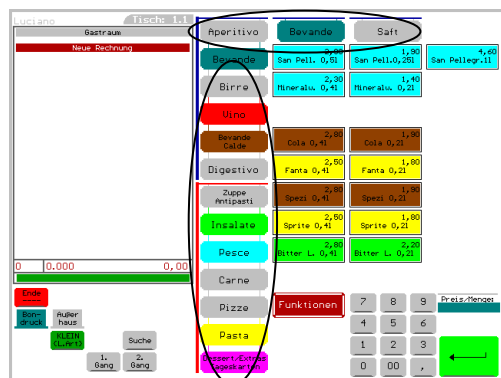 Luciano
Tisch: 1.1
Gastraum
Neue Rechnung
0
0.000
0,00
Ende
Bon-
druck
Außer
haus
KLEIN
(L.Art)
Suche
1.
Gang
2.
Gang
Aperitivo
Bevande
Saft
Bevande
Birre
Vino
Bevande
Calde
Digestivo
Zuppe
Antipasti
Insalate
Pesce
Carne
Pizze
Pasta
Dessert/Extras
Tageskarten
2,80
San Pell. 0,5l
1,90
San Pell.0,25l
4,60
San Pellegr.1l
2,30
Mineralw. 0,4l
1,40
Mineralw. 0,2l
2,80
Cola 0,4l
1,90
Cola 0,2l
2,50
Fanta 0,4l
1,80
Fanta 0,2l
2,80
Spezi 0,4l
1,90
Spezi 0,2l
2,50
Sprite 0,4l
1,80
Sprite 0,2l
2,80
Bitter L. 0,4l
2,20
Bitter L. 0,2l
Funktionen
7 8 9
Preis/Menge
4 5 6
1 2 3
0 00 ,